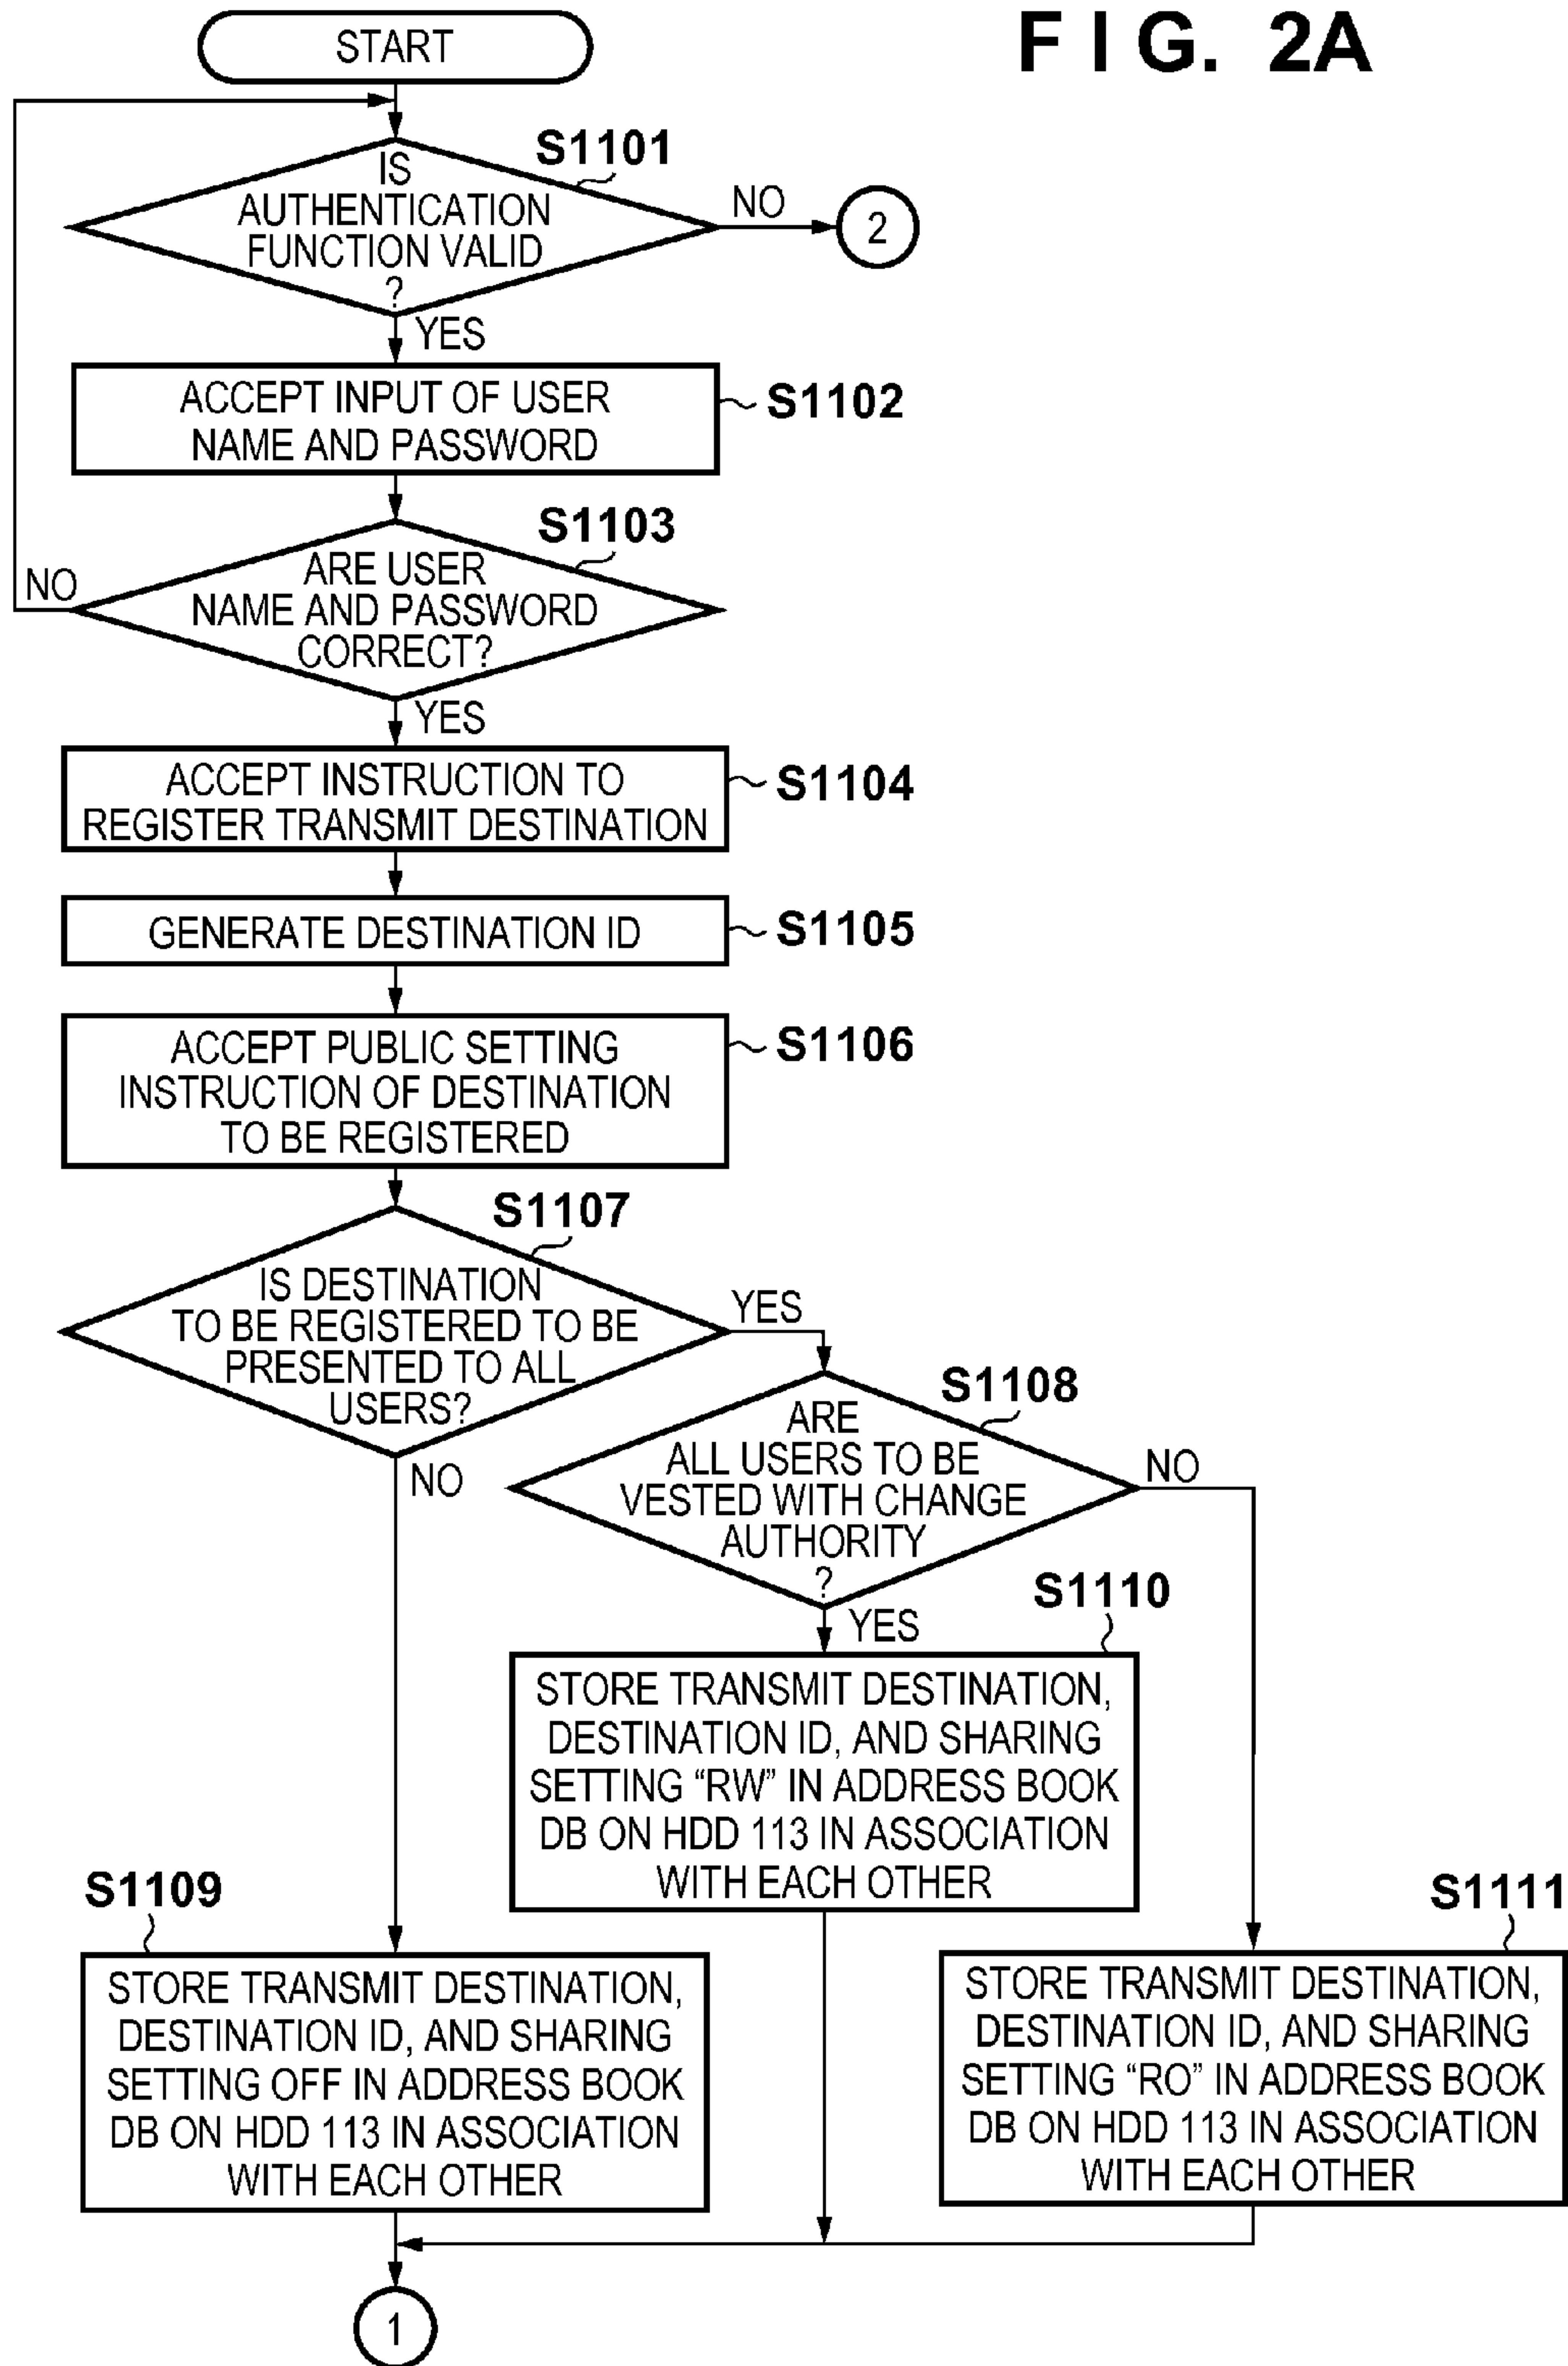 FIG. 2A
START
S1101
IS
AUTHENTICATION
FUNCTION VALID
?
NO
2
YES
ACCEPT INPUT OF USER
NAME AND PASSWORD
S1102
S1103
ARE USER
NAME AND PASSWORD
CORRECT?
NO
YES
ACCEPT INSTRUCTION TO
REGISTER TRANSMIT DESTINATION
S1104
GENERATE DESTINATION ID
S1105
ACCEPT PUBLIC SETTING
INSTRUCTION OF DESTINATION
TO BE REGISTERED
S1106
S1107
IS DESTINATION
TO BE REGISTERED TO BE
PRESENTED TO ALL
USERS?
YES
NO
S1108
ARE
ALL USERS TO BE
VESTED WITH CHANGE
AUTHORITY
?
NO
YES
S1110
STORE TRANSMIT DESTINATION,
DESTINATION ID, AND SHARING
SETTING “RW” IN ADDRESS BOOK
DB ON HDD 113 IN ASSOCIATION
WITH EACH OTHER
S1109
STORE TRANSMIT DESTINATION,
DESTINATION ID, AND SHARING
SETTING OFF IN ADDRESS BOOK
DB ON HDD 113 IN ASSOCIATION
WITH EACH OTHER
S1111
STORE TRANSMIT DESTINATION,
DESTINATION ID, AND SHARING
SETTING “RO” IN ADDRESS BOOK
DB ON HDD 113 IN ASSOCIATION
WITH EACH OTHER
1